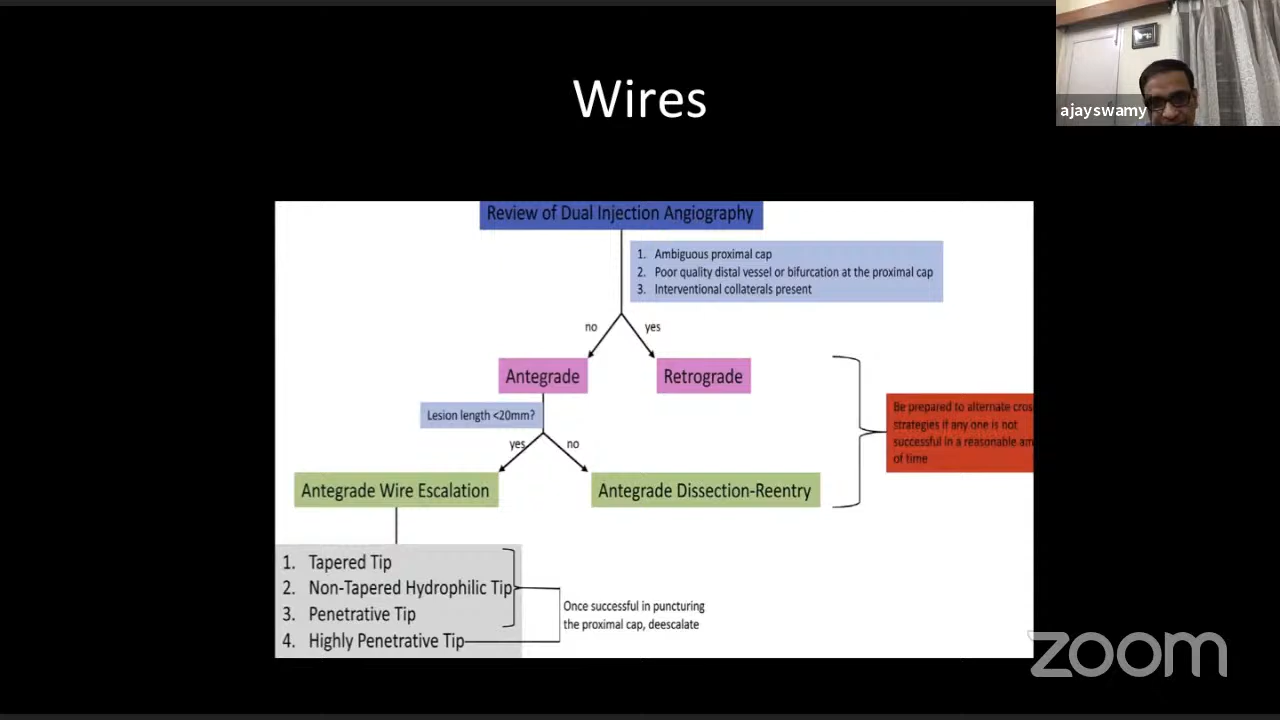 Wires
ajayswamy
Review of Dual Injection Angiography
1. Ambiguous proximal cap
2. Poor quality distal vessel or bifurcation at the proximal cap
3. Interventional collaterals present
no
yes
Antegrade
Retrograde
Lesion length <20mm?
yes
no
Be prepared to alternate cros
strategies if any one is not
successful in a reasonable am
of time
Antegrade Wire Escalation
Antegrade Dissection-Reentry
1. Tapered Tip
2. Non-Tapered Hydrophilic Tip
3. Penetrative Tip
4. Highly Penetrative Tip
Once successful in puncturing
the proximal cap, deescalate
zoom